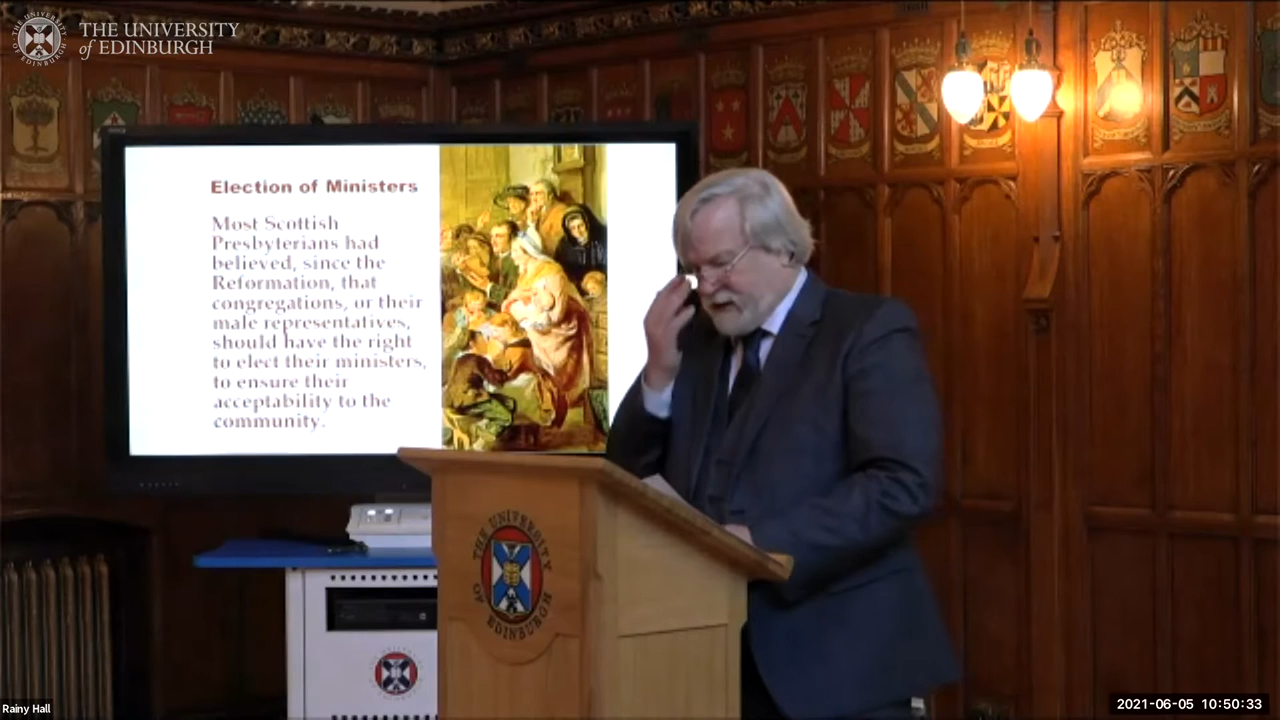 THE UNIVERSITY
of EDINBURGH
Election of Ministers
Most Scottish
Presbyterians had
believed, since the
Reformation, that
congregations, or their
male representatives,
should have the right
to elect their ministers,
to ensure their
acceptability to the
community.
THE UNIVERSITY
OF EDINBURGH
Rainy Hall
2021-06-05 10:50:33